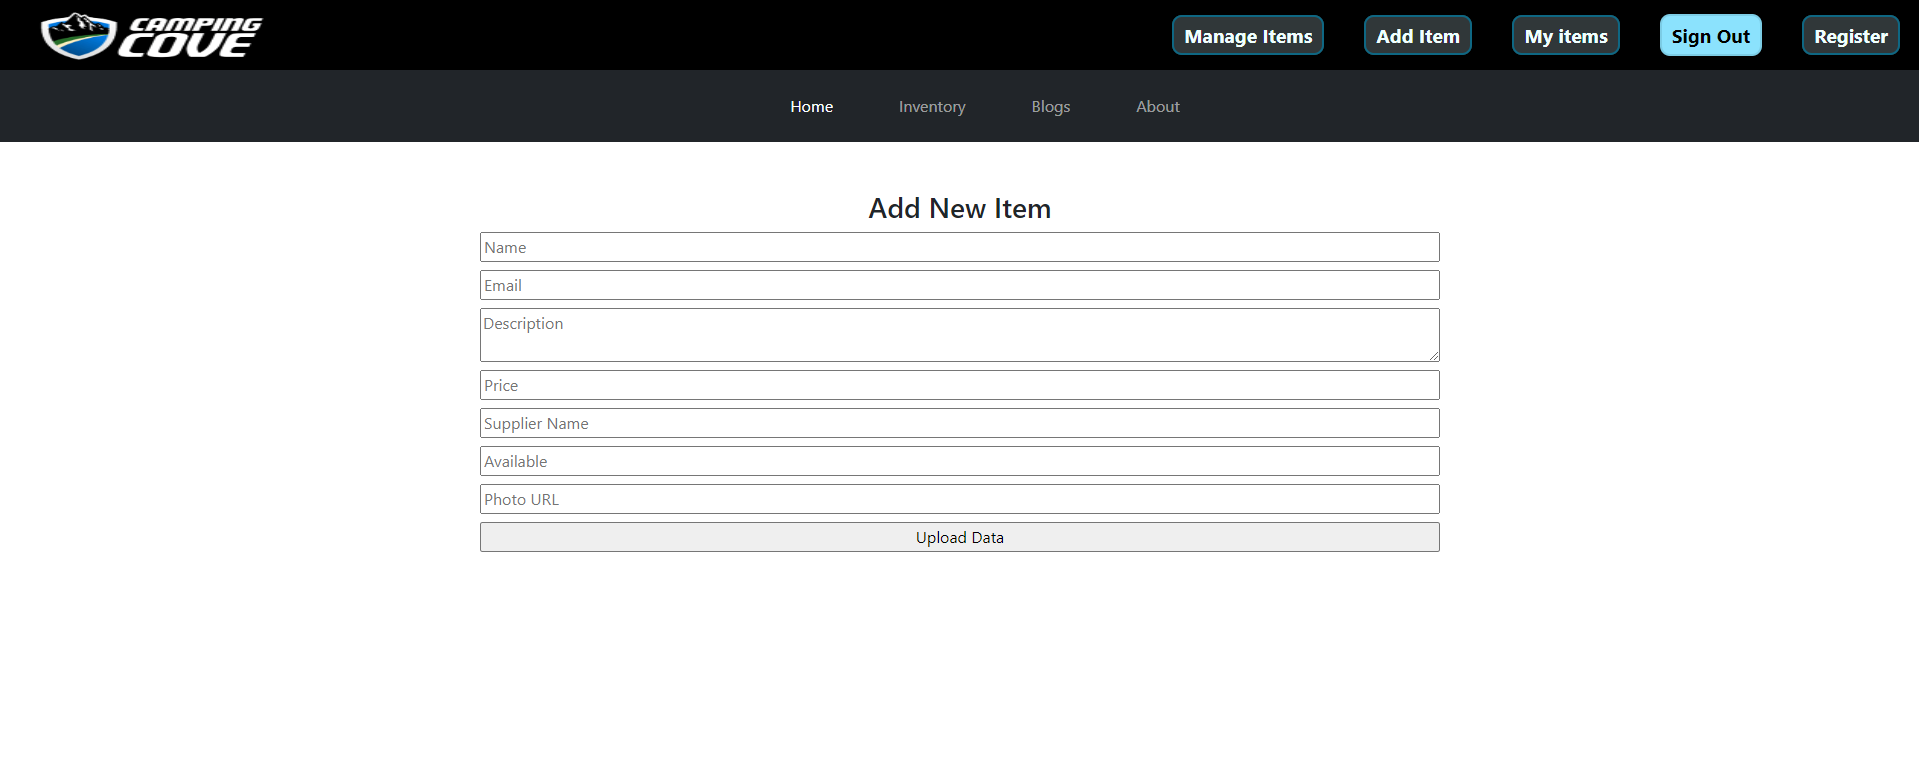 CAMPING
COVE
Manage Items
Add Item
My items
Sign Out
Register
Home
Inventory
Blogs
About
Add New Item
Name
Email
Description
Price
Supplier Name
Available
Photo URL
Upload Data